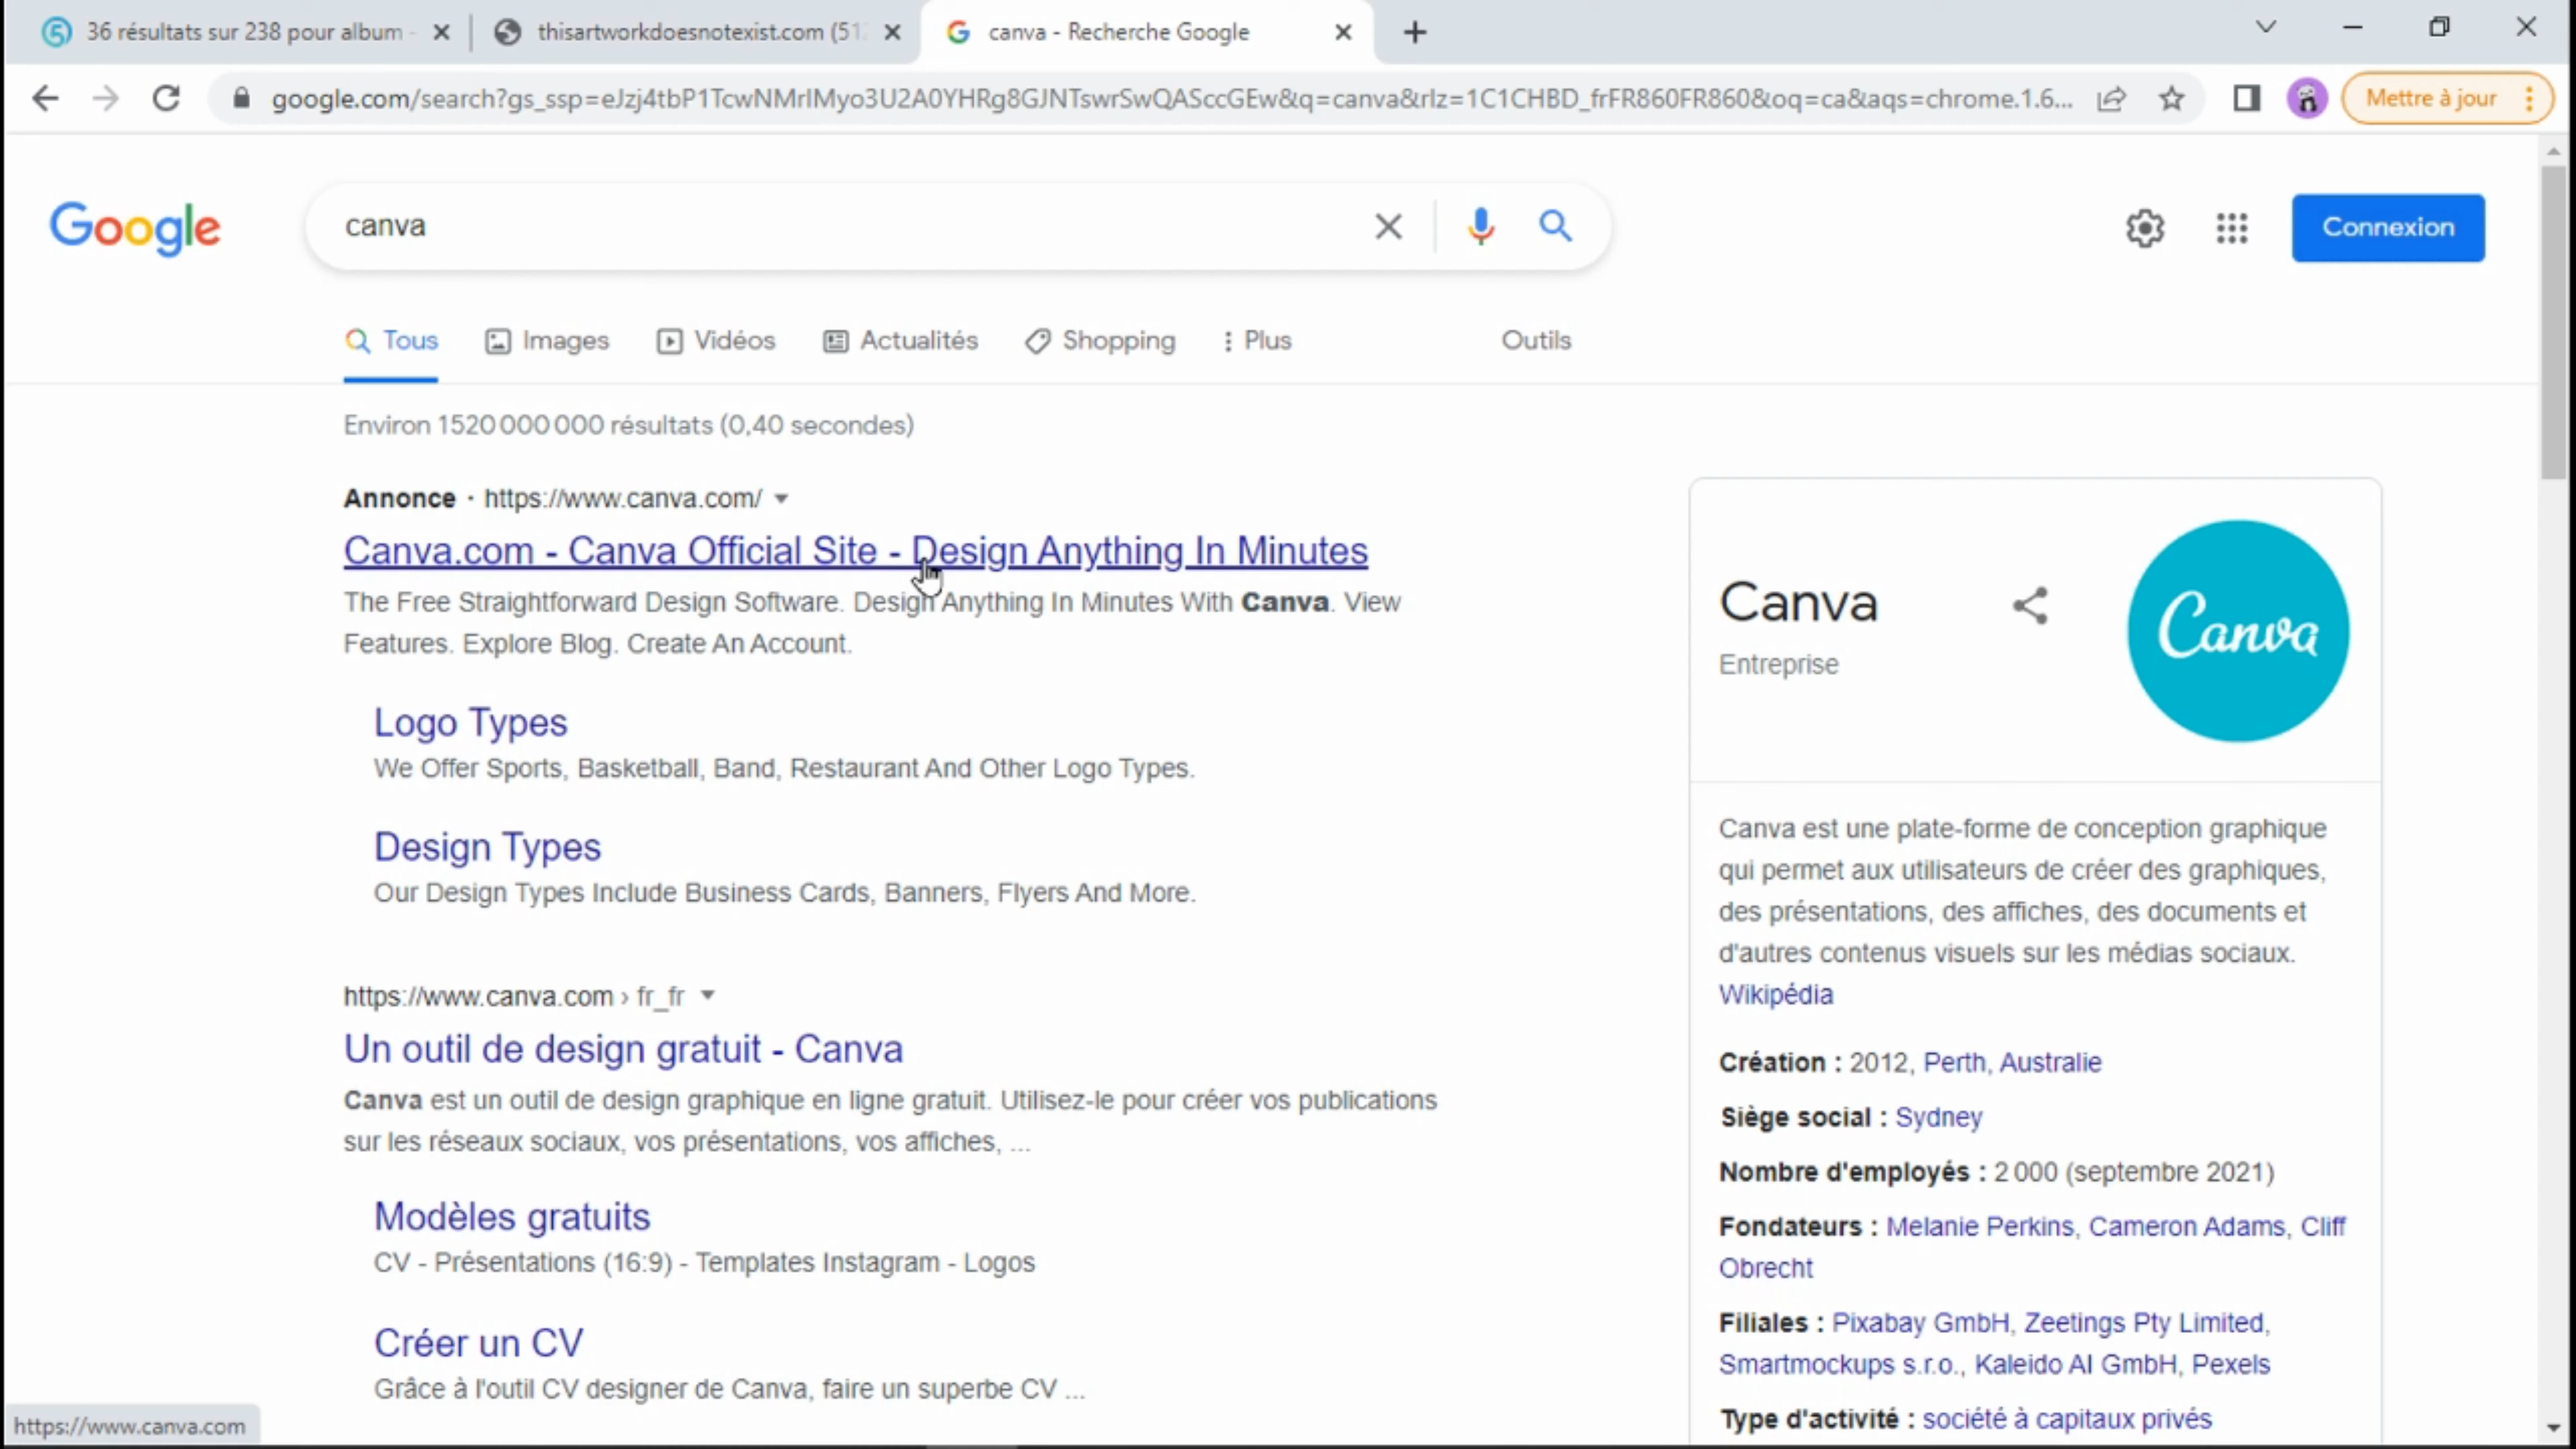 36 résultats sur 238 pour album -
thisartworkdoesnotexist.com (51
canva - Recherche Google
google.com/search?gs_ssp=eJzj4tbP1TcwNMrIMyo3U2A0YHRg8GJNTswrSwQASccGEw&q=canva&rlz=1C1CHBD_frFR860FR860&oq=ca&aqs=chrome.1.6...
Mettre à jour
Google
canva
Connexion
Tous
Images
Vidéos
Actualités
Shopping
Plus
Outils
Environ 1 520 000 000 résultats (0,40 secondes)
Annonce · https://www.canva.com/
Canva.com - Canva Official Site - Design Anything In Minutes
The Free Straightforward Design Software. Design Anything In Minutes With Canva. View
Features. Explore Blog. Create An Account.
Logo Types
We Offer Sports, Basketball, Band, Restaurant And Other Logo Types.
Design Types
Our Design Types Include Business Cards, Banners, Flyers And More.
https://www.canva.com › fr_fr
Un outil de design gratuit - Canva
Canva est un outil de design graphique en ligne gratuit. Utilisez-le pour créer vos publications
sur les réseaux sociaux, vos présentations, vos affiches, ...
Modèles gratuits
CV - Présentations (16:9) - Templates Instagram - Logos
Créer un CV
Grâce à l'outil CV designer de Canva, faire un superbe CV ...
https://www.canva.com
Canva
Entreprise
Canva
Canva est une plate-forme de conception graphique
qui permet aux utilisateurs de créer des graphiques,
des présentations, des affiches, des documents et
d'autres contenus visuels sur les médias sociaux.
Wikipédia
Création : 2012, Perth, Australie
Siège social : Sydney
Nombre d'employés : 2 000 (septembre 2021)
Fondateurs : Melanie Perkins, Cameron Adams, Cliff
Obrecht
Filiales : Pixabay GmbH, Zeetings Pty Limited,
Smartmockups s.r.o., Kaleido AI GmbH, Pexels
Type d'activité : société à capitaux privés